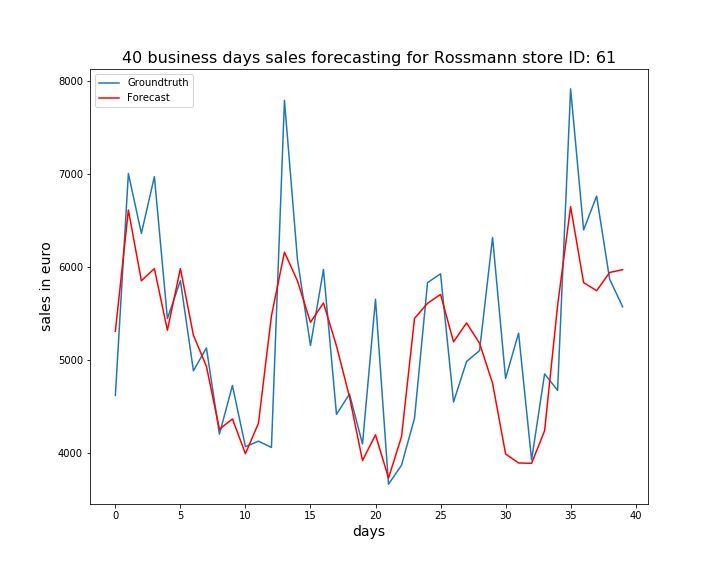 40 business days sales forecasting for Rossmann store ID: 61
Groundtruth
Forecast
8000
7000
6000
5000
4000
sales in euro
0 5 10 15 20 25 30 35 40
days